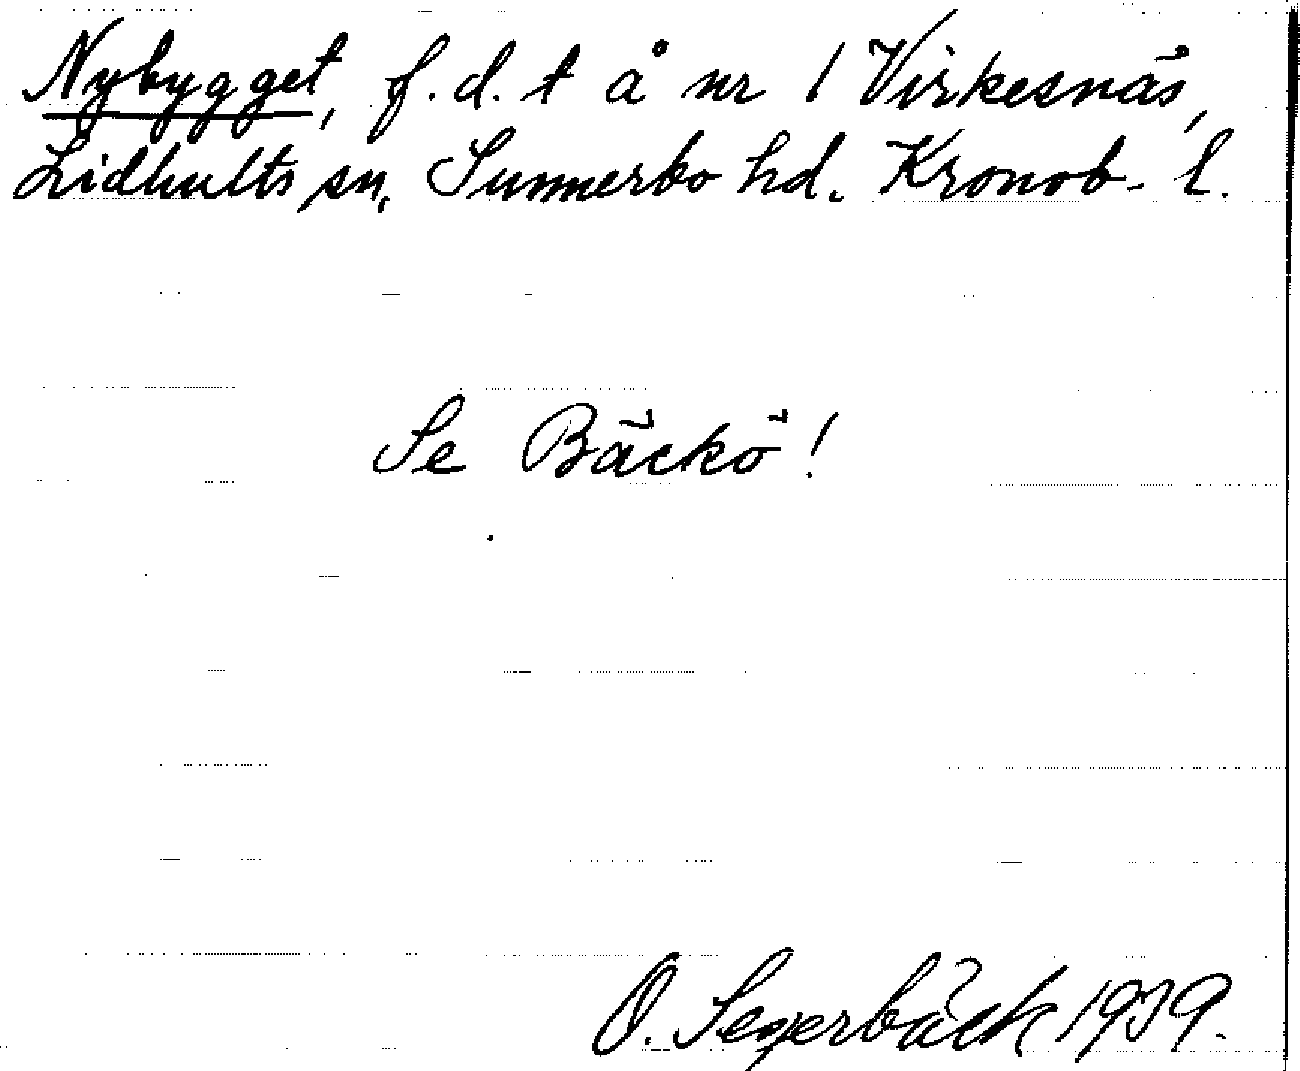 Nybygget, f.d. t å nr 1 Virkesnäs,
Lidhults sn, Sunnerbo hd. Kronob. l.
Se Bäckö!
O. Segerbäck 1939.